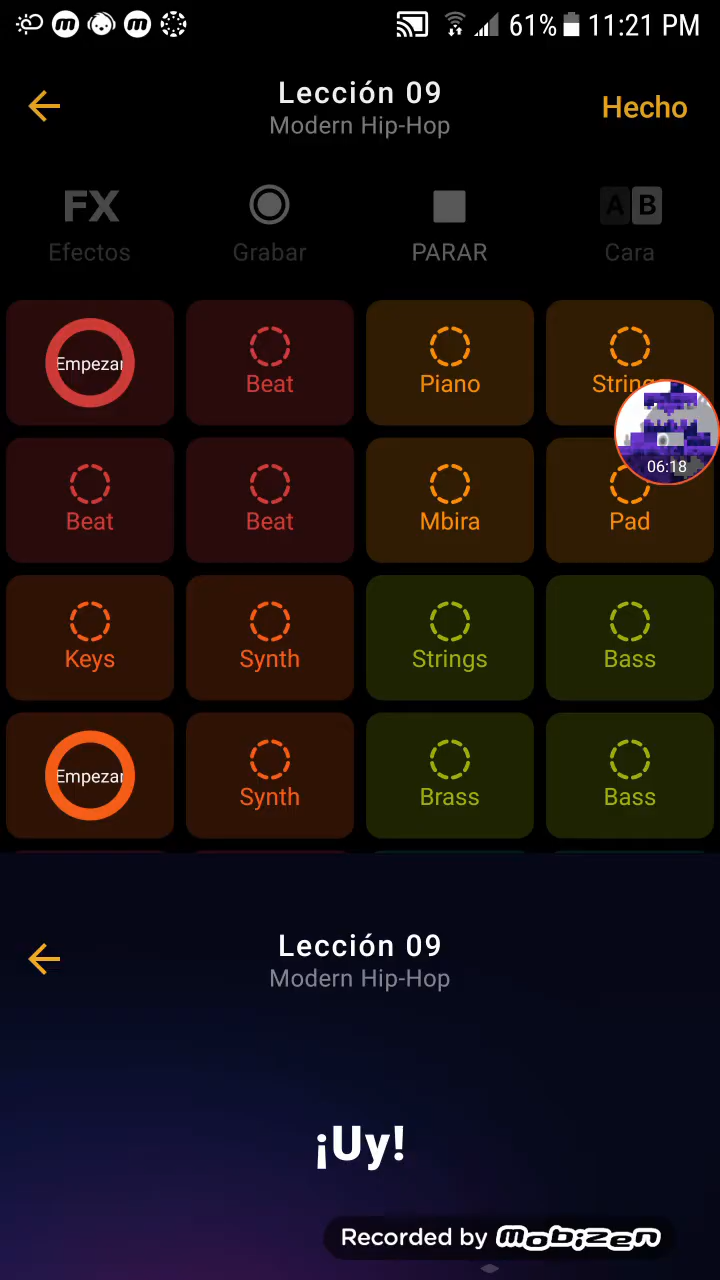 61% 11:21 PM
Lección 09
Modern Hip-Hop
Hecho
FX
A B
Efectos
Grabar
PARAR
Cara
Empezar
Beat
Piano
Strings
06:18
Beat
Beat
Mbira
Pad
Keys
Synth
Strings
Bass
Empezar
Synth
Brass
Bass
Lección 09
Modern Hip-Hop
¡Uy!
Recorded by mobizen